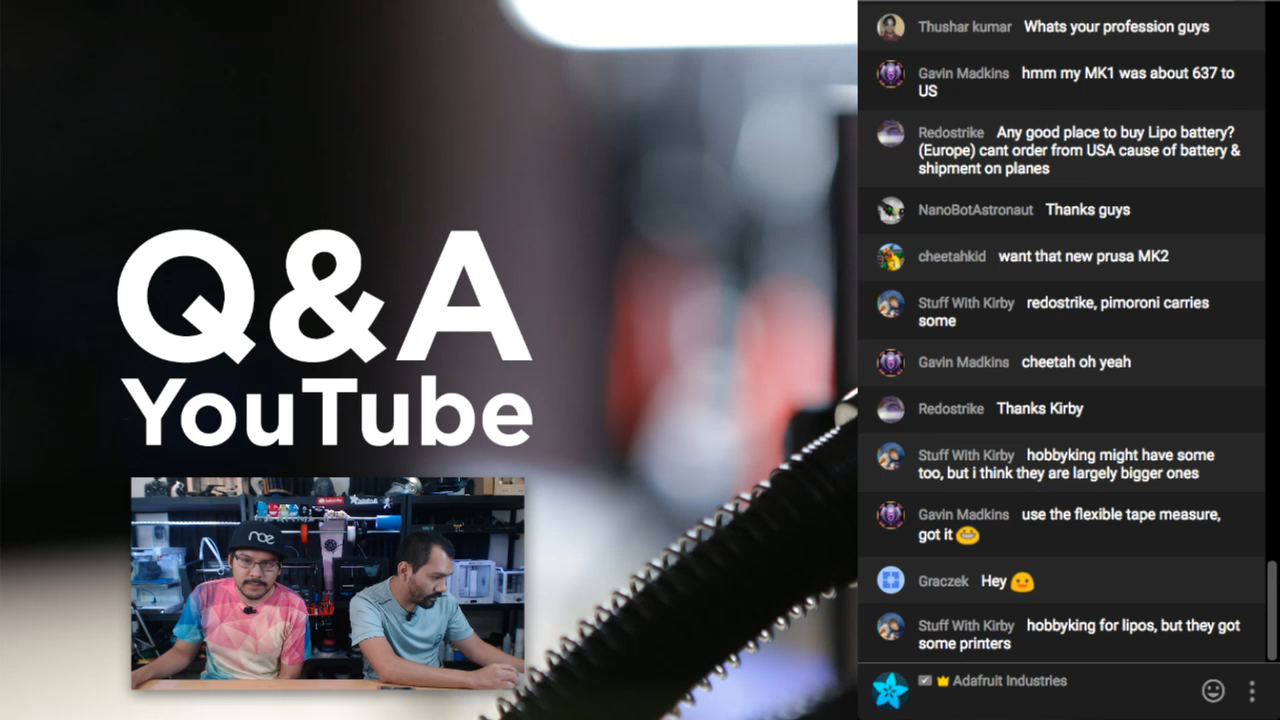 Q&A
YouTube
noe
Thushar kumar Whats your profession guys
Gavin Madkins hmm my MK1 was about 637 to
US
Redostrike Any good place to buy Lipo battery?
(Europe) cant order from USA cause of battery &
shipment on planes
NanoBotAstronaut Thanks guys
cheetahkid want that new prusa MK2
Stuff With Kirby redostrike, pimoroni carries
some
Gavin Madkins cheetah oh yeah
Redostrike Thanks Kirby
Stuff With Kirby hobbyking might have some
too, but i think they are largely bigger ones
Gavin Madkins use the flexible tape measure,
got it
Graczek Hey
Stuff With Kirby hobbyking for lipos, but they got
some printers
Adafruit Industries